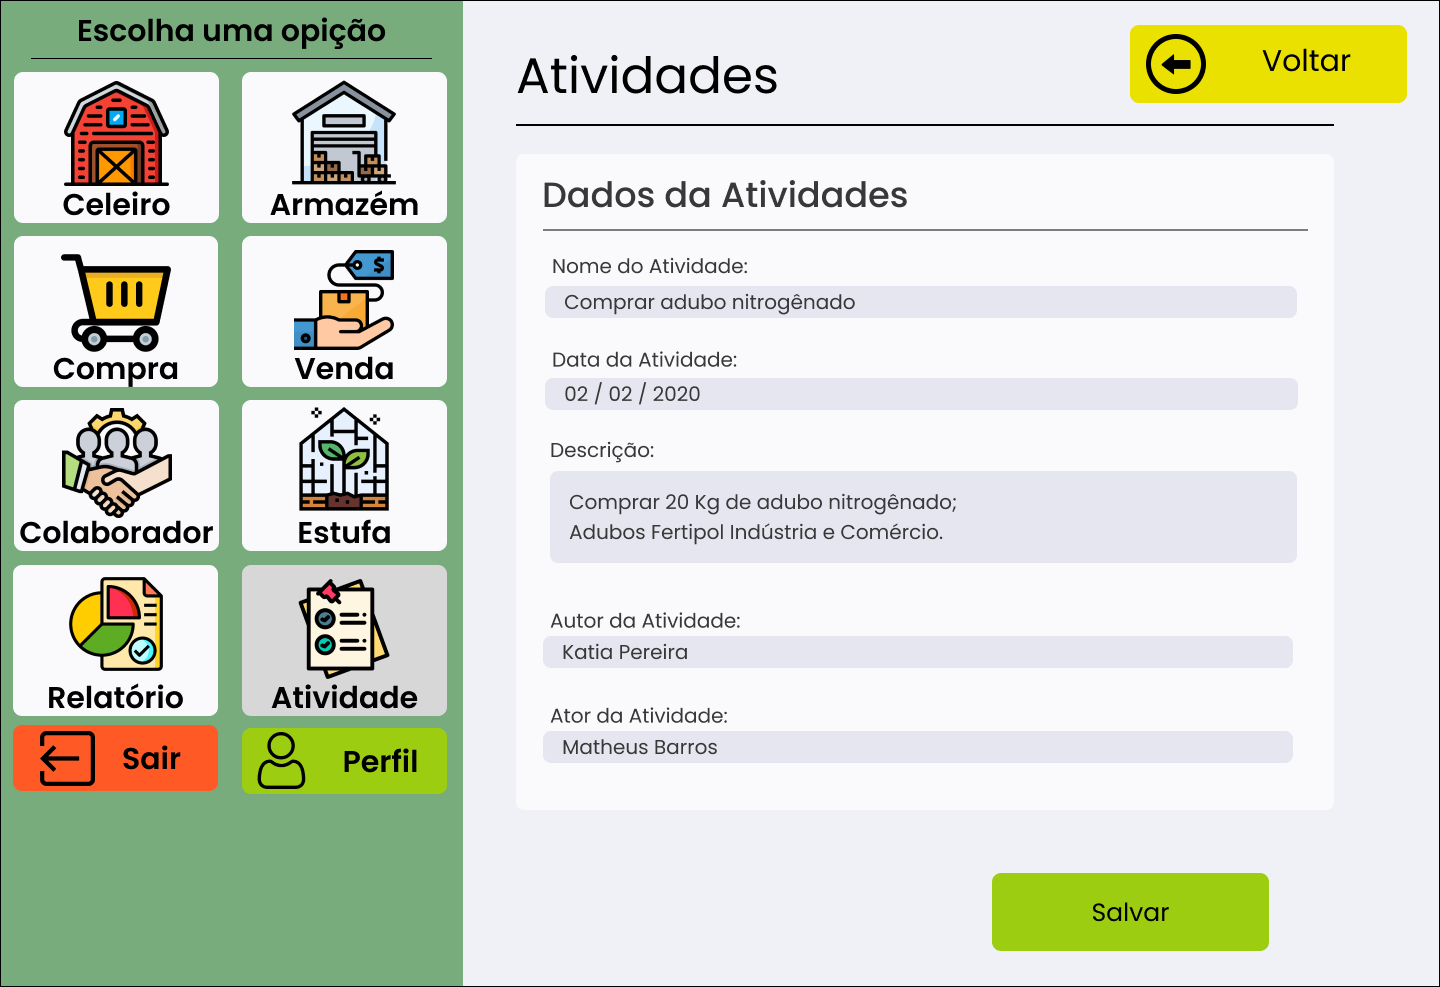 Escolha uma opição
Celeiro
Armazém
Compra
$
Venda
Colaborador
Estufa
Relatório
Atividade
Sair
Perfil
Atividades
Voltar
Dados da Atividades
Nome do Atividade:
Comprar adubo nitrogênado
Data da Atividade:
02 / 02 / 2020
Descrição:
Comprar 20 Kg de adubo nitrogênado;
Adubos Fertipol Indústria e Comércio.
Autor da Atividade:
Katia Pereira
Ator da Atividade:
Matheus Barros
Salvar